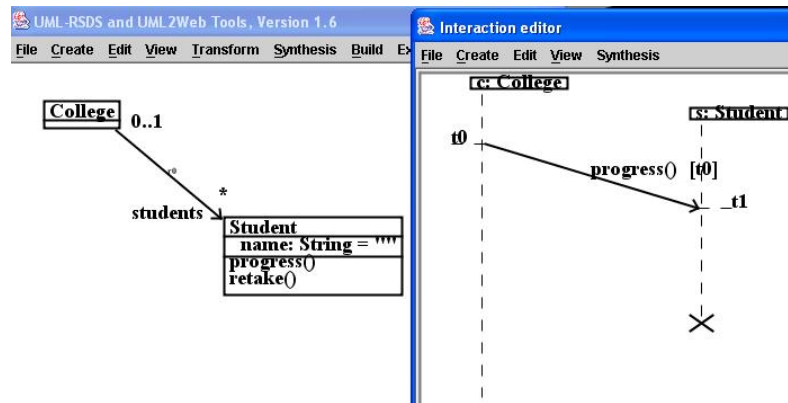 UML-RSDS and UML2Web Tools, Version 1.6
File Create Edit View Transform Synthesis Build
College
0..1
*
students
Student
name: String = ""
progress()
retake()
Interaction editor
File Create Edit View Synthesis
c: College
s: Student
t0
progress() [t0]
_t1